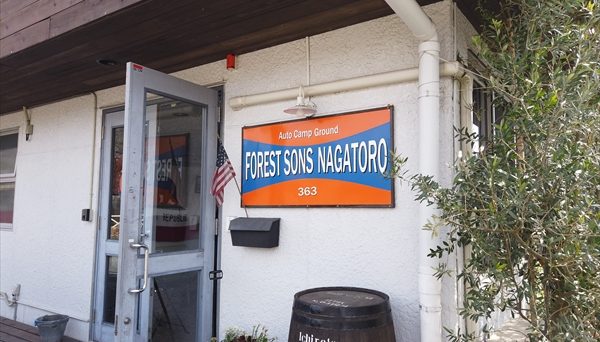 Auto Camp Ground
FOREST SONS NAGATORO
363